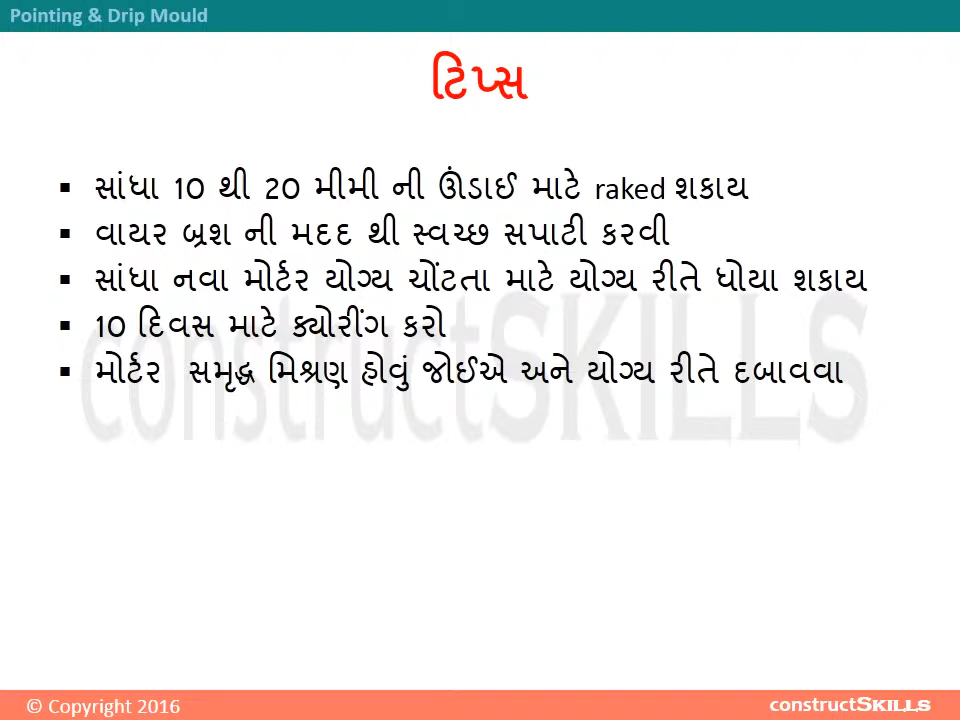 Pointing & Drip Mould
ટિપ્સ
▪ સાંધા 10 થી 20 મીમી ની ઊંડાઈ માટે raked શકાય
▪ વાયર બ્રશ ની મદદ થી સ્વચ્છ સપાટી કરવી
▪ સાંધા નવા મોર્ટર યોગ્ય ચોંટતા માટે યોગ્ય રીતે ધોયા શકાય
▪ 10 દિવસ માટે ક્યોરીંગ કરો
▪ મોર્ટર સમૃદ્ધ મિશ્રણ હોવું જોઈએ અને યોગ્ય રીતે દબાવવા
constructSKILLS
© Copyright 2016
constructSKILLS